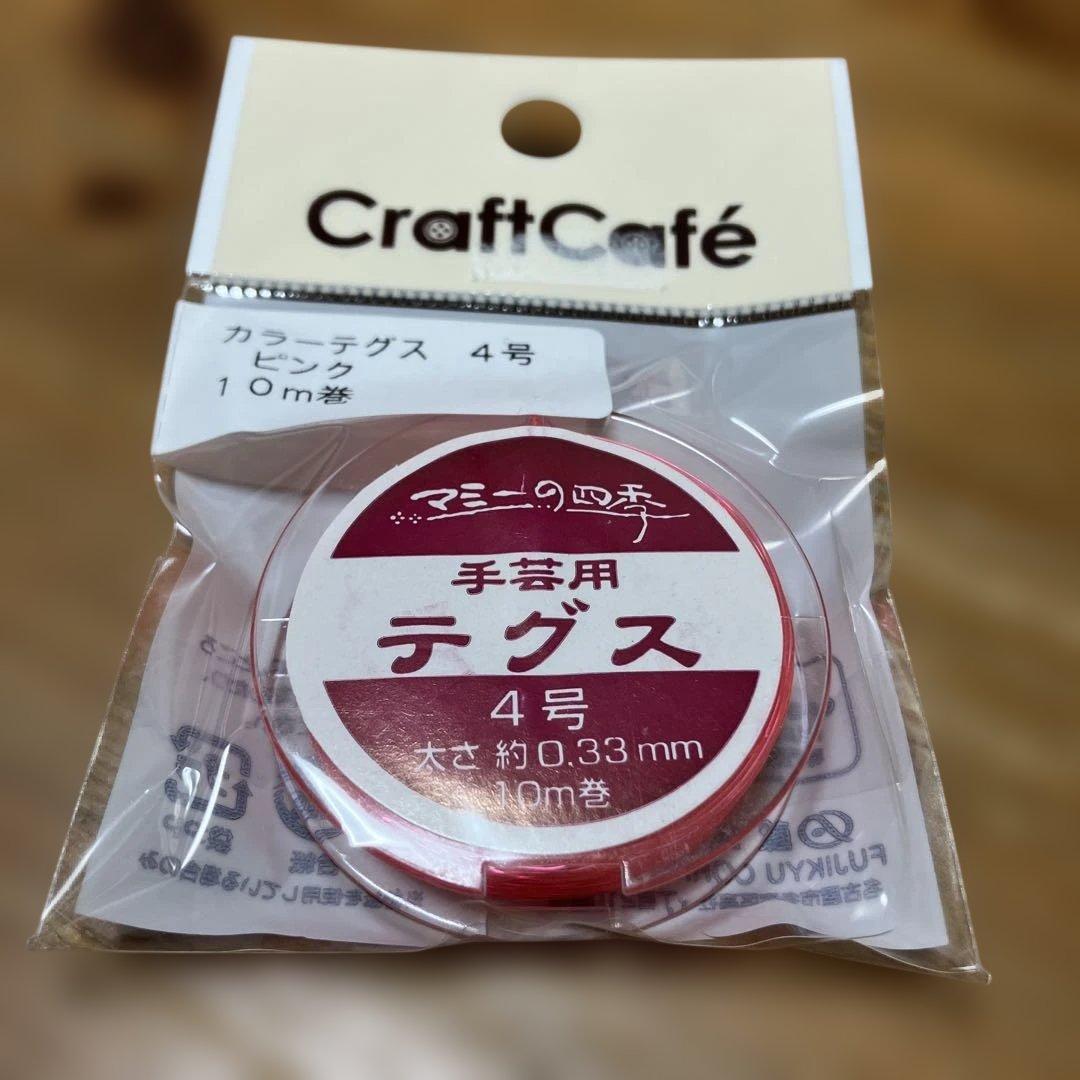 CraftCafé
カラーテグス 4号
ピンク
10m巻
マミーの四季
手芸用
テグス
4号
太さ 約0.33mm
10m巻